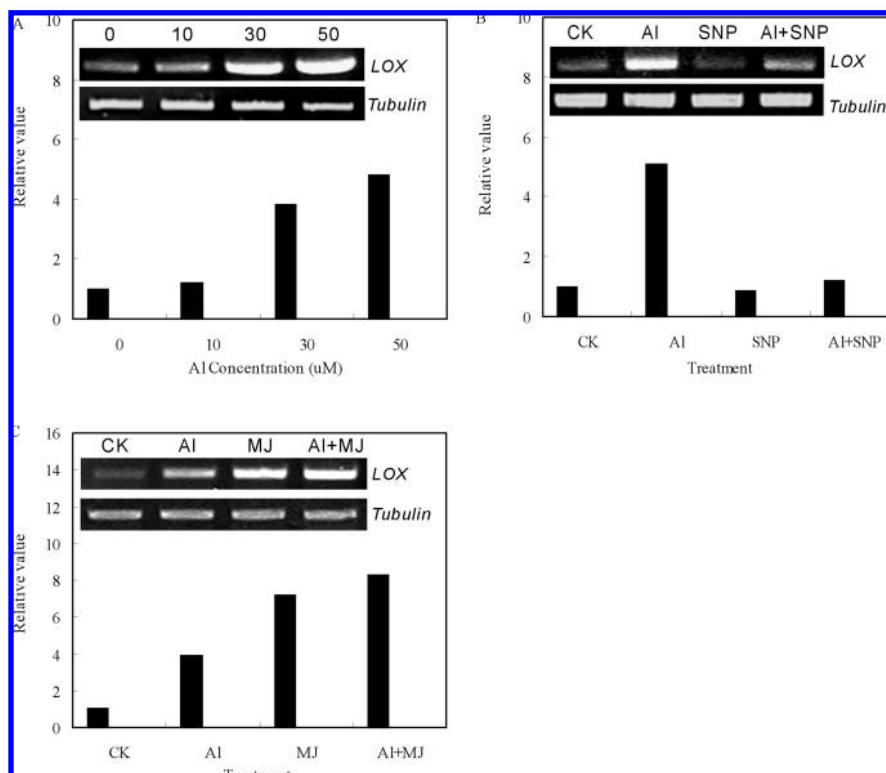 A
10
0 10 30 50
LOX
8
Tubulin
6
4
2
0
Relative value
0 10 30 50
Al Concentration (uM)
B
10
CK Al SNP Al+SNP
LOX
8
Tubulin
6
4
2
0
Relative value
CK Al SNP Al+SNP
Treatment
C
16
CK Al MJ Al+MJ
LOX
14
12
Tubulin
10
8
6
4
2
0
Relative value
CK Al MJ Al+MJ